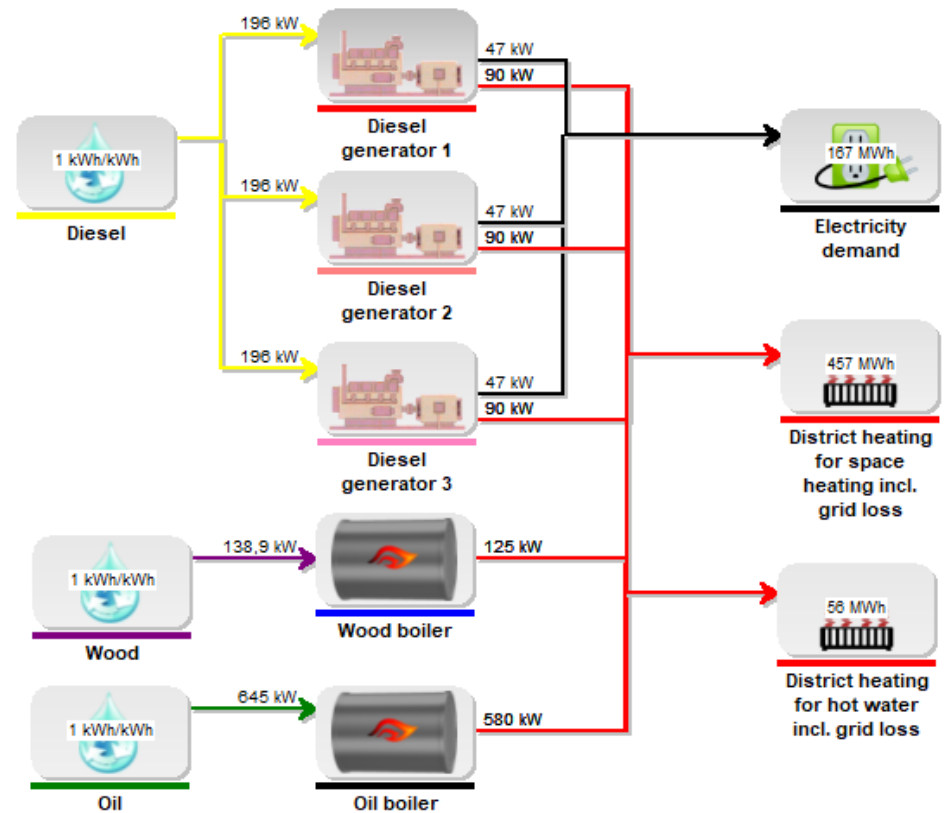 196 kW
47 kW
90 kW
Diesel
generator 1
1 kWh/kWh
Diesel
167 MWh
Electricity
demand
196 kW
47 kW
90 kW
Diesel
generator 2
196 kW
47 kW
90 kW
Diesel
generator 3
457 MWh
District heating
for space
heating incl.
grid loss
138,9 kW
1 kWh/kWh
Wood
125 kW
Wood boiler
56 MWh
District heating
for hot water
incl. grid loss
645 kW
1 kWh/kWh
Oil
580 kW
Oil boiler